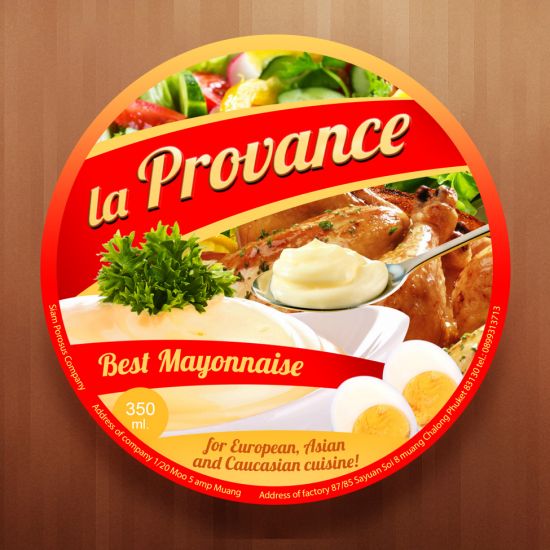 la Provance
Best Mayonnaise
350
ml.
for European, Asian
and Caucasian cuisine!
Siam Porosus Company
Address of company 1/20 Moo S amp Muang
Address of factory 87/85 Sayuan Soi 8 muang Chalong Phuket 83130 tel.: 0899313713